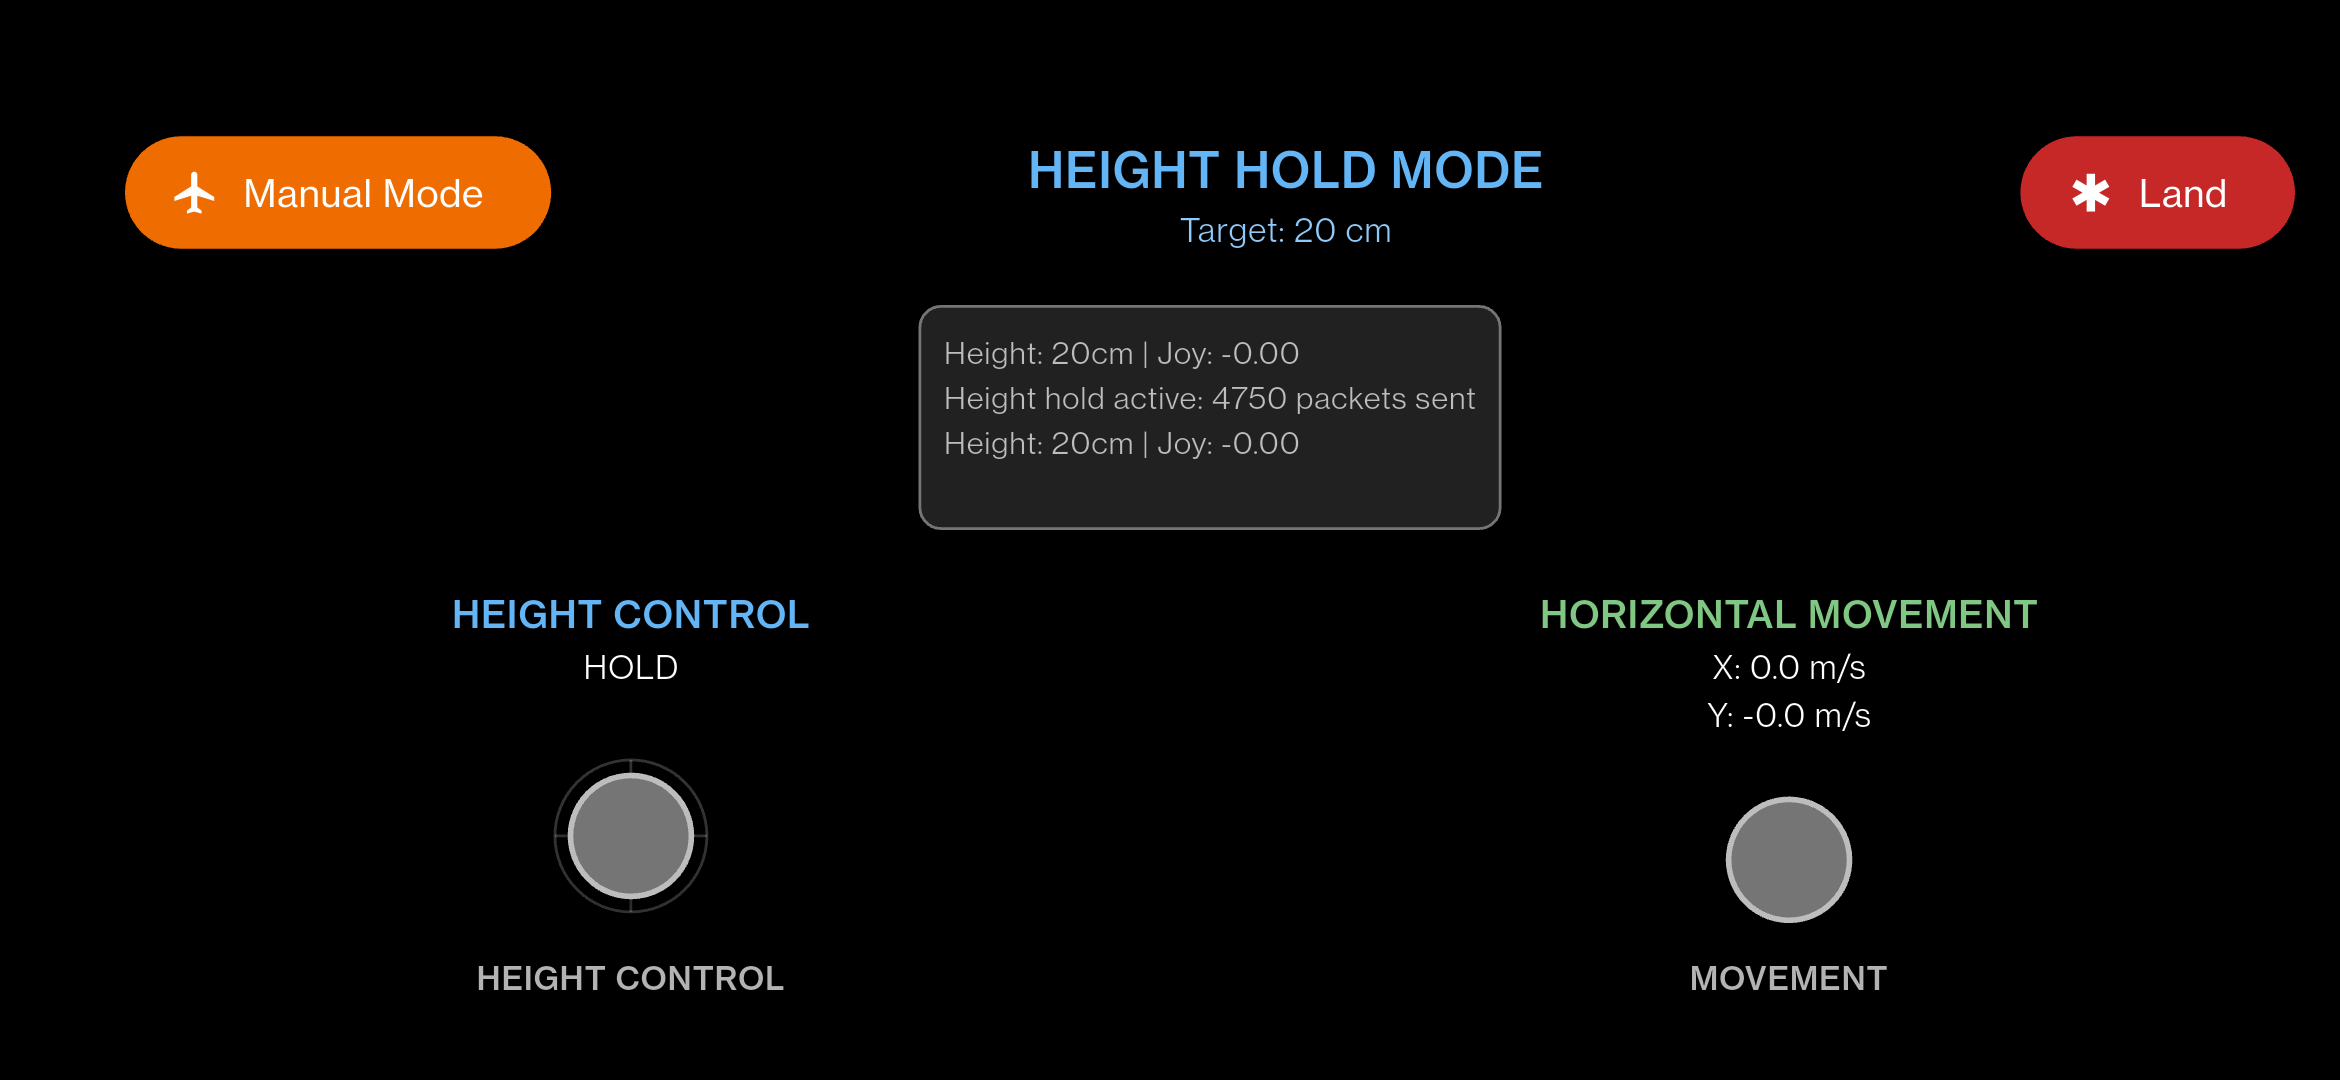 Manual Mode
HEIGHT HOLD MODE
Target: 20 cm
Land
Height: 20cm | Joy: -0.00
Height hold active: 4750 packets sent
Height: 20cm | Joy: -0.00
HEIGHT CONTROL
HOLD
HEIGHT CONTROL
HORIZONTAL MOVEMENT
X: 0.0 m/s
Y: -0.0 m/s
MOVEMENT